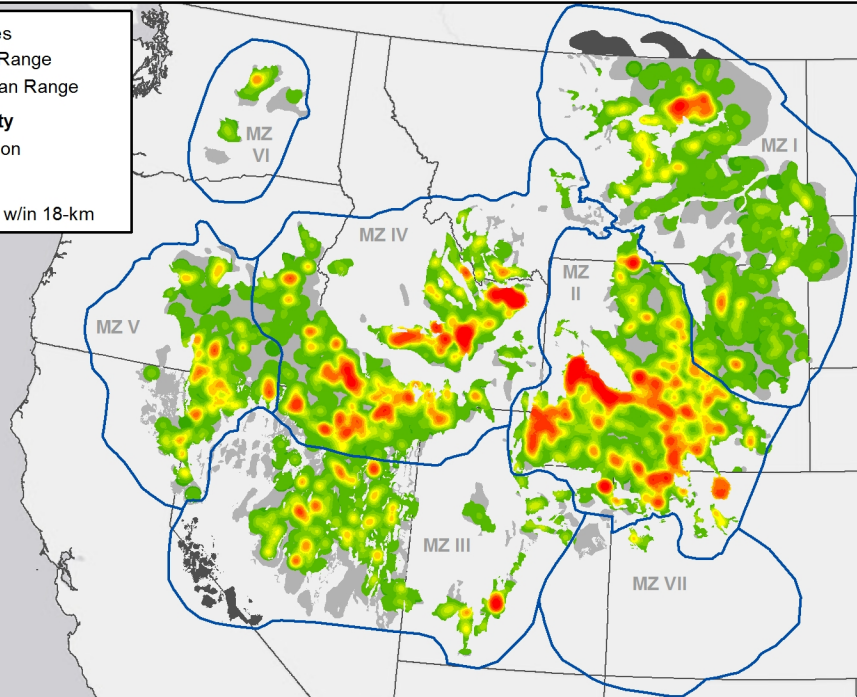 es
Range
an Range
ty
on
w/in 18-km
MZ
VI
MZ I
MZ IV
MZ
II
MZ V
MZ III
MZ VII